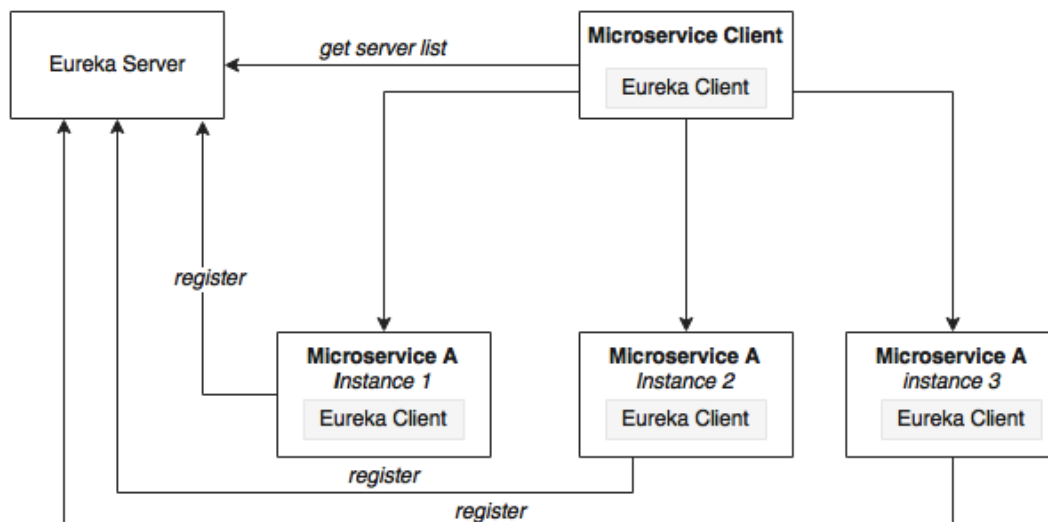 Eureka Server
get server list
Microservice Client
Eureka Client
register
Microservice A
Instance 1
Eureka Client
Microservice A
Instance 2
Eureka Client
Microservice A
instance 3
Eureka Client
register
register